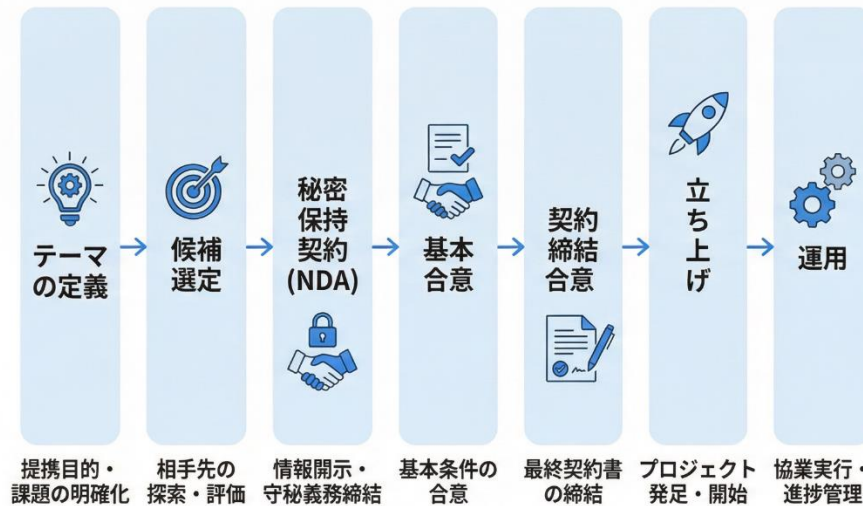 テーマ
の定義
候補
選定
秘密
保持
契約
(NDA)
基本
合意
契約
締結
合意
立
ち
上
げ
運用
提携目的・
課題の明確化
相手先の
探索・評価
情報開示・
守秘義務締結
基本条件の
合意
最終契約書
の締結
プロジェクト
発足・開始
協業実行・
進捗管理